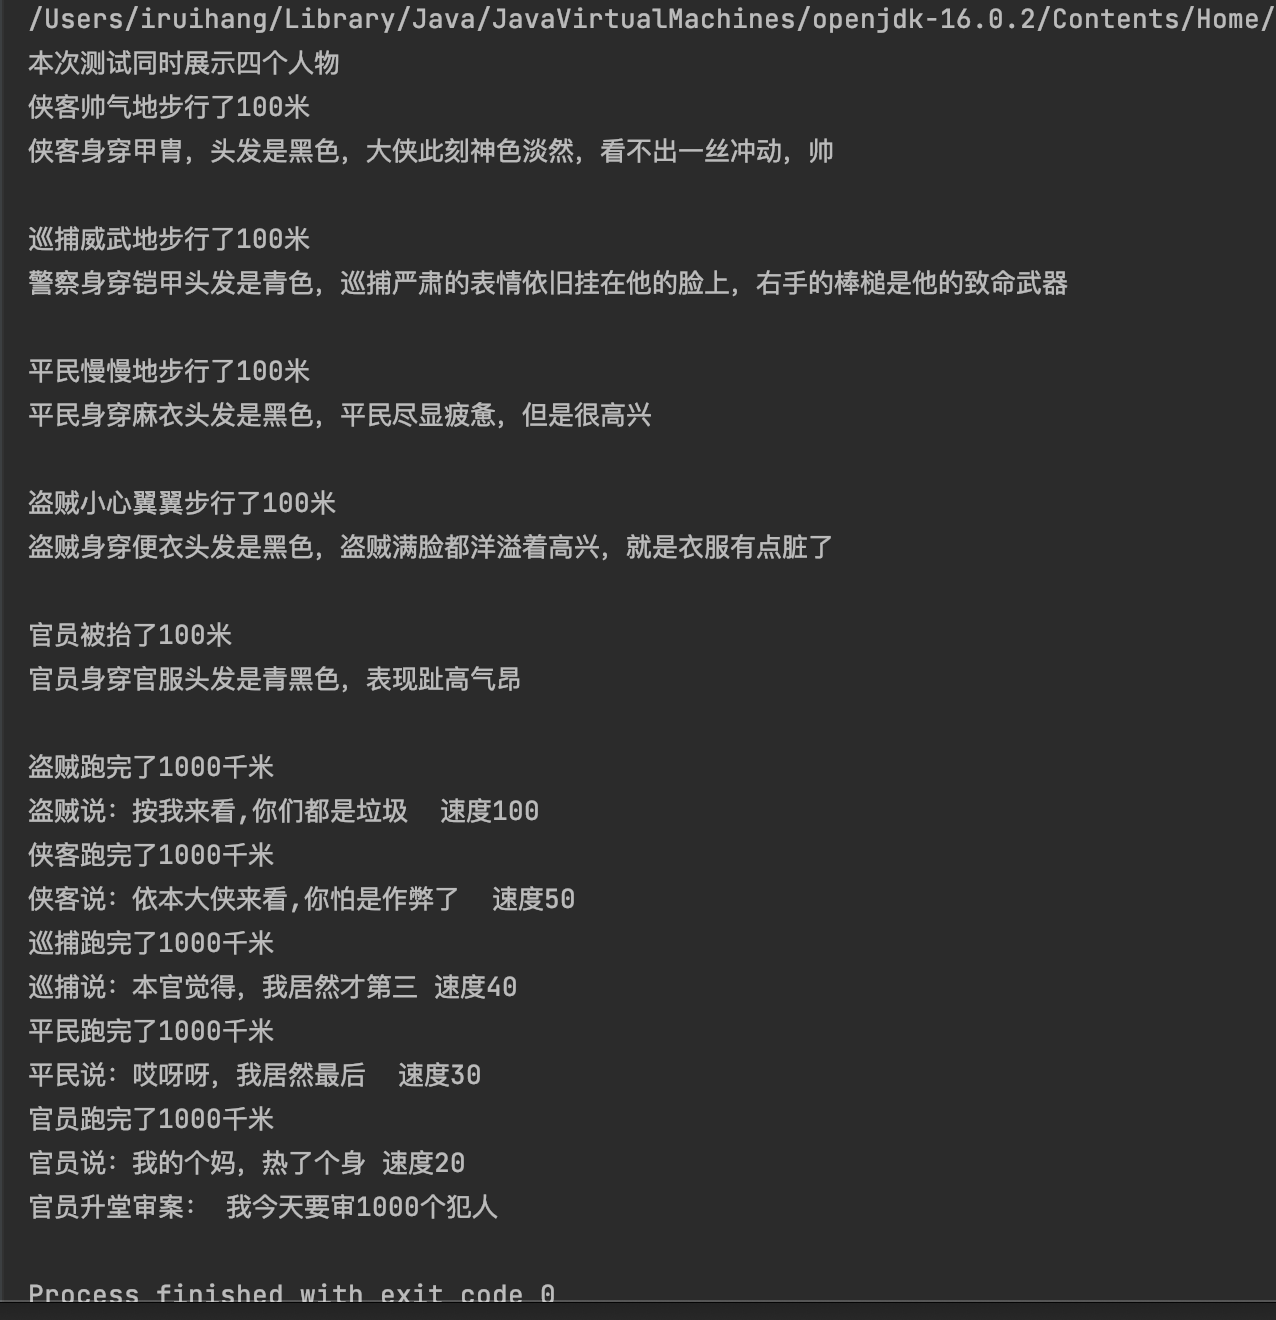 /Users/iruihang/Library/Java/JavaVirtualMachines/openjdk-16.0.2/Contents/Home/
本次测试同时展示四个人物
侠客帅气地步行了100米
侠客身穿甲胄，头发是黑色，大侠此刻神色淡然，看不出一丝冲动，帅
巡捕威武地步行了100米
警察身穿铠甲头发是青色，巡捕严肃的表情依旧挂在他的脸上，右手的棒槌是他的致命武器
平民慢慢地步行了100米
平民身穿麻衣头发是黑色，平民尽显疲惫，但是很高兴
盗贼小心翼翼步行了100米
盗贼身穿便衣头发是黑色，盗贼满脸都洋溢着高兴，就是衣服有点脏了
官员被抬了100米
官员身穿官服头发是青黑色，表现趾高气昂
盗贼跑完了1000千米
盗贼说：按我来看,你们都是垃圾  速度100
侠客跑完了1000千米
侠客说：依本大侠来看,你怕是作弊了  速度50
巡捕跑完了1000千米
巡捕说：本官觉得，我居然才第三 速度40
平民跑完了1000千米
平民说：哎呀呀，我居然最后  速度30
官员跑完了1000千米
官员说：我的个妈，热了个身 速度20
官员升堂审案： 我今天要审1000个犯人
Process finished with exit code 0